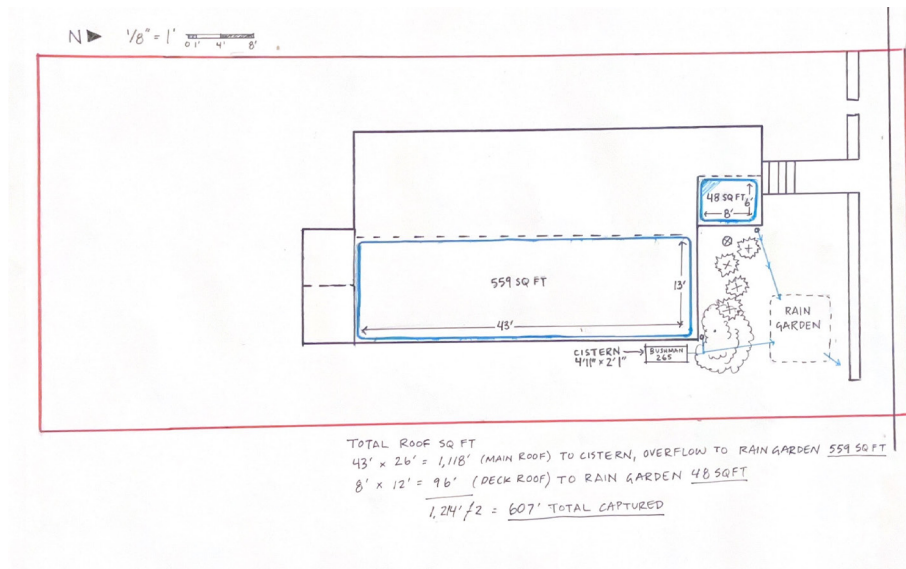 N 1/8" = 1' 0 1' 4' 8'
48 SQ FT
6'
8'
559 SQ FT
13'
43'
RAIN
GARDEN
CISTERN
4'11" x 2'1"
BUSHMAN
265
TOTAL ROOF SQ FT
43' x 26' = 1,118' (MAIN ROOF) TO CISTERN, OVERFLOW TO RAIN GARDEN 559 SQ FT
8' x 12' = 96' (DECK ROOF) TO RAIN GARDEN 48 SQFT
1,214' /2 = 607' TOTAL CAPTURED